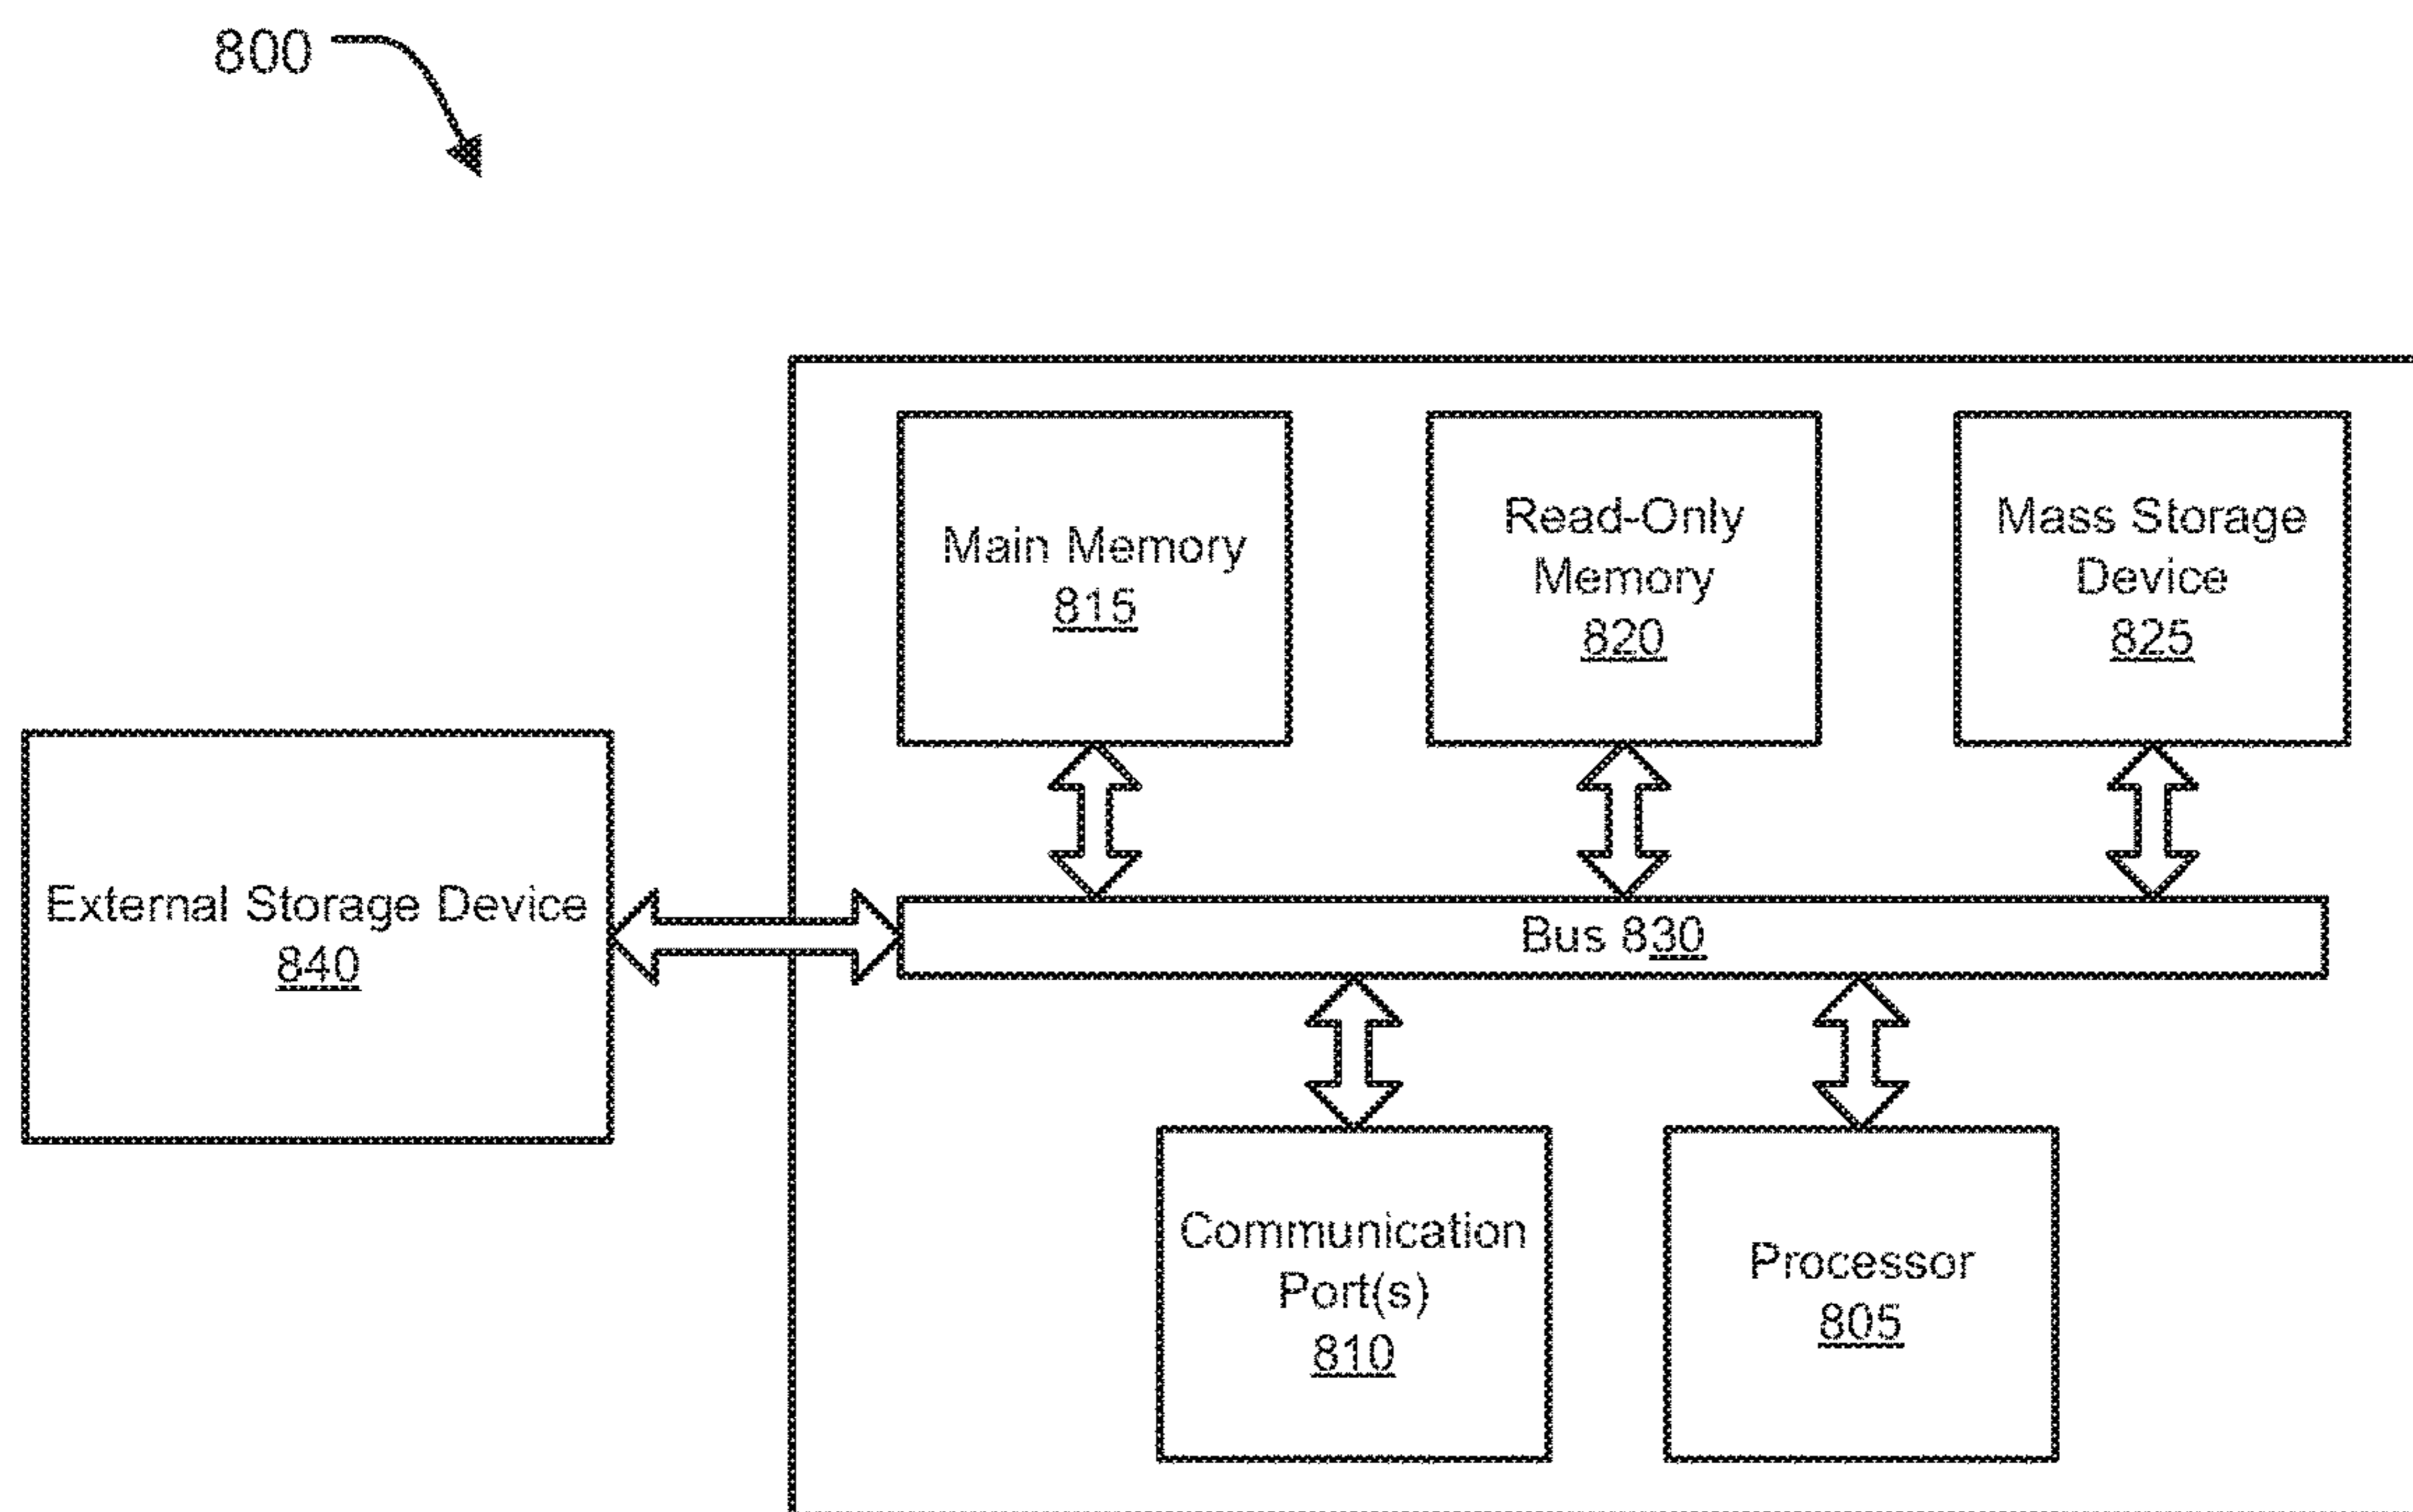 800
Main Memory
815
Read-Only
Memory
820
Mass Storage
Device
825
External Storage Device
840
Bus 830
Communication
Port(s)
810
Processor
805